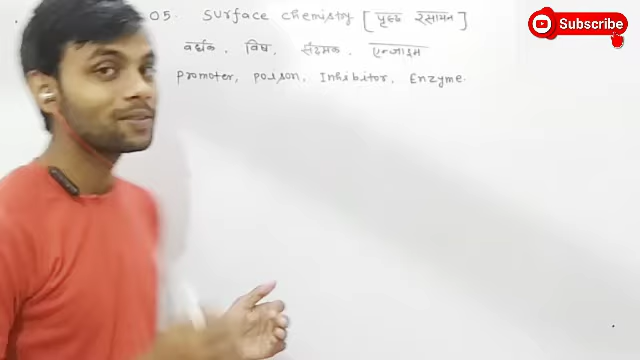 05. Surface chemistry [पृष्ठ रसायन]
वर्धक, विष, संदमक, एन्जाइम
Promoter, poison, Inhibitor, Enzyme.
Subscribe